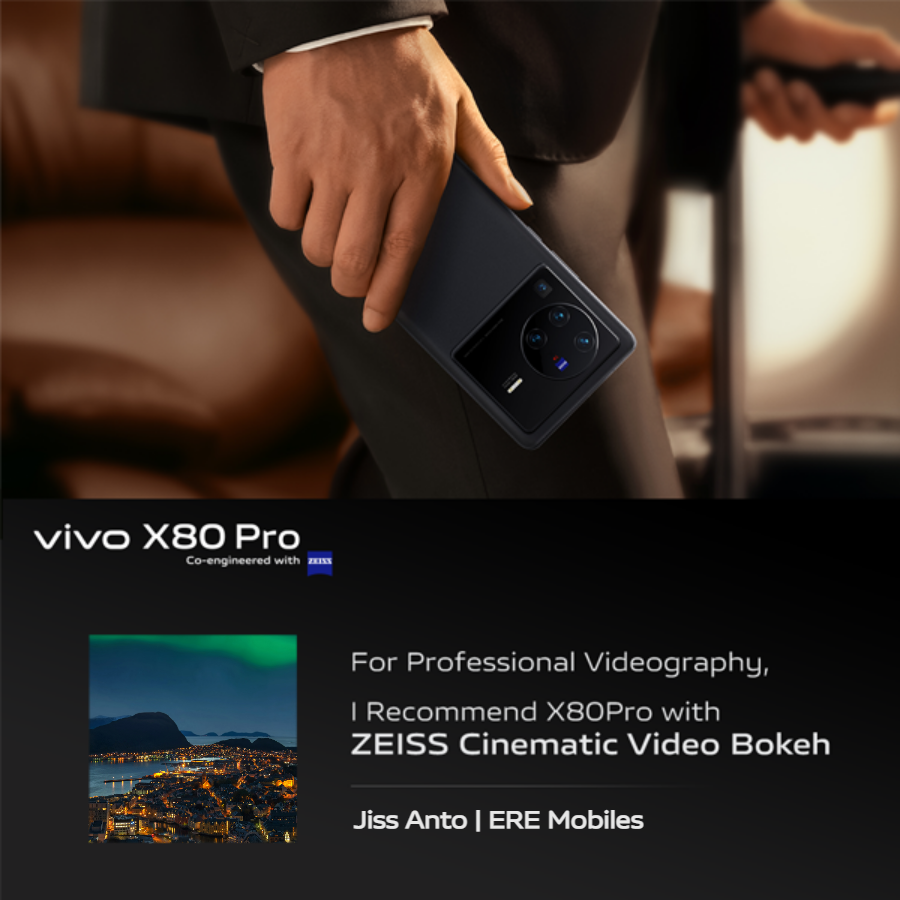 vivo X80 Pro
Co-engineered with ZEISS
For Professional Videography,
I Recommend X80Pro with
ZEISS Cinematic Video Bokeh
Jiss Anto | ERE Mobiles